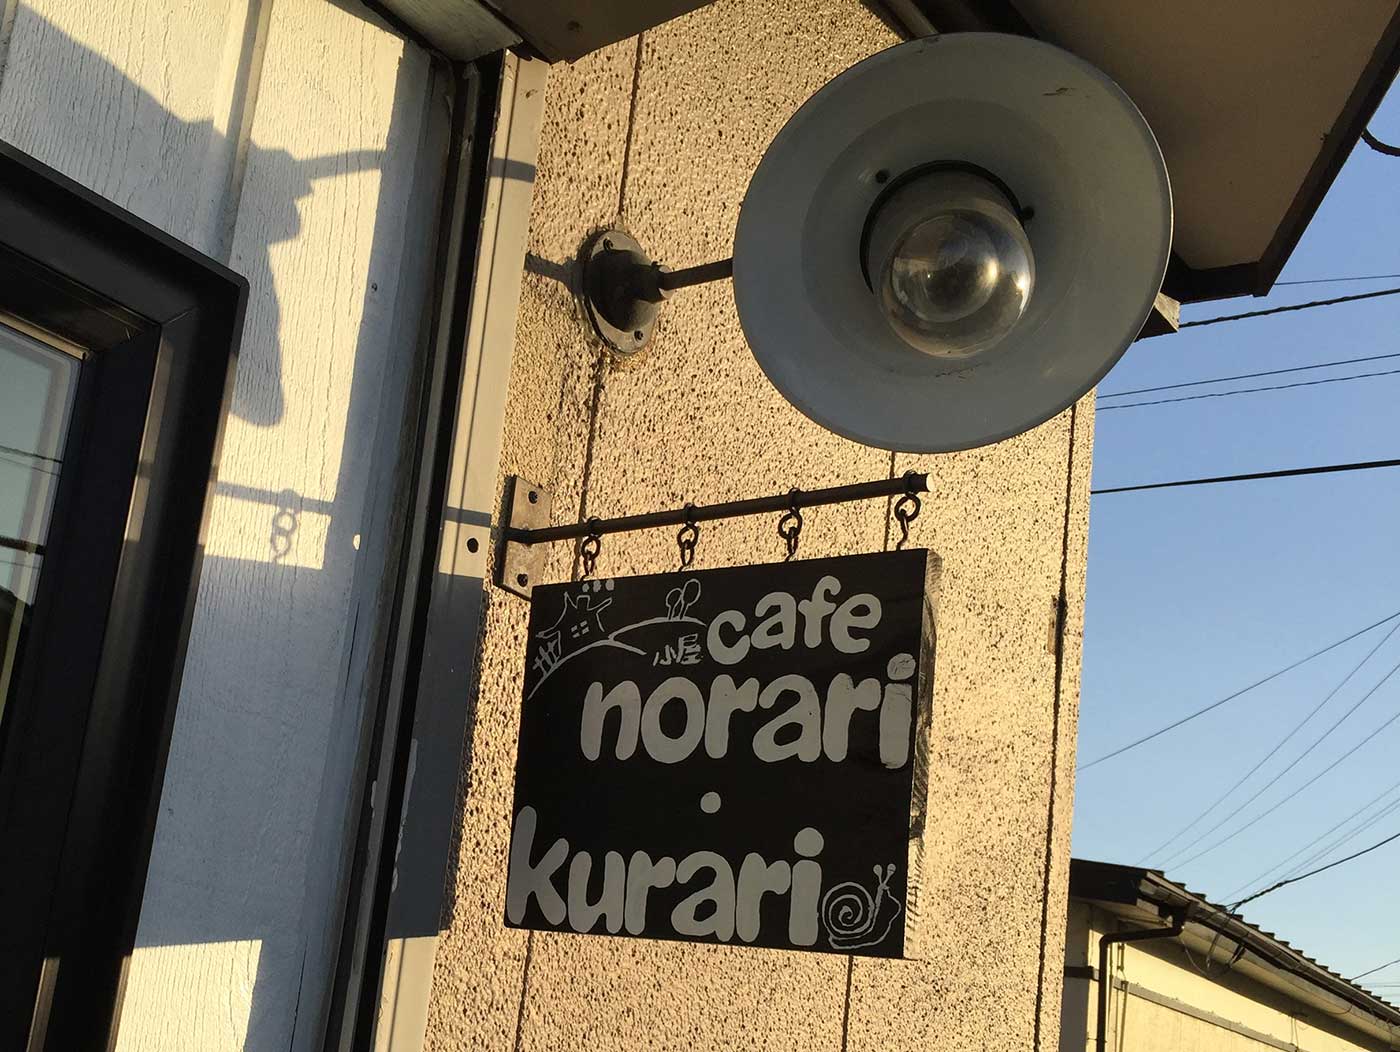 小屋 cafe
norari
・
kurari